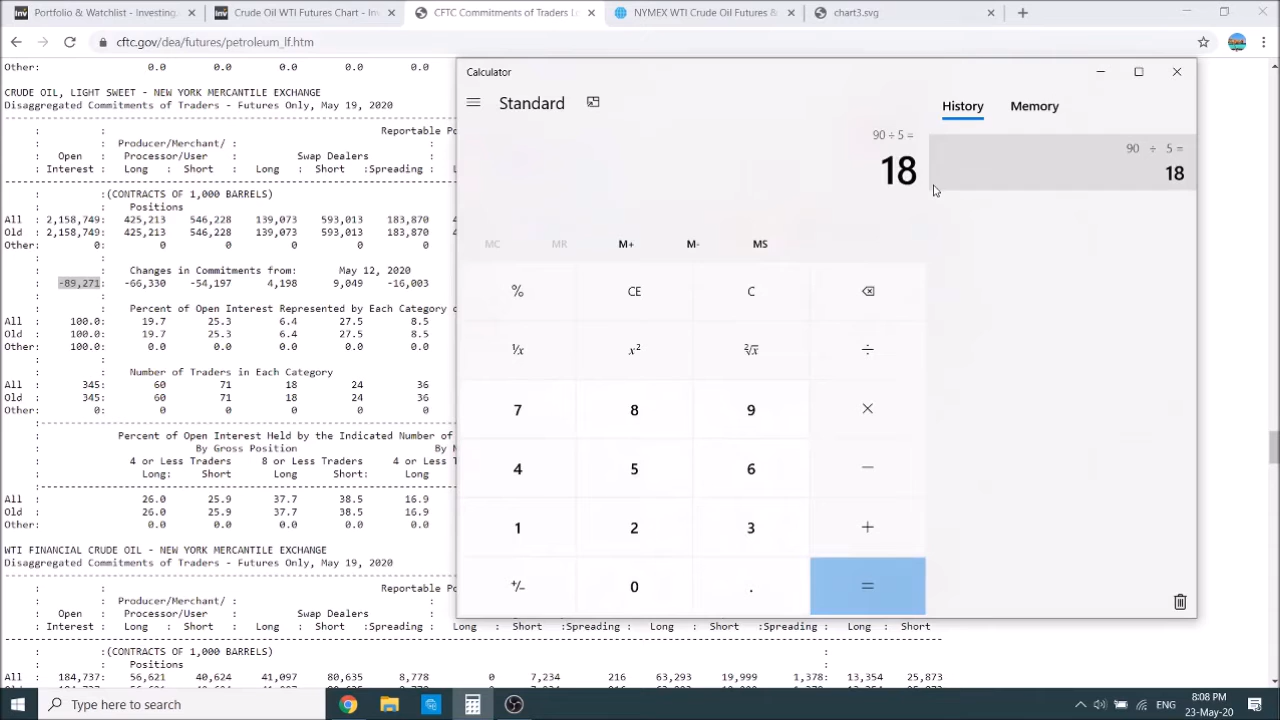 Portfolio & Watchlist - Investing.
Crude Oil WTI Futures Chart - Inv
CFTC Commitments of Traders Lo
NYMEX WTI Crude Oil Futures &
chart3.svg
cftc.gov/dea/futures/petroleum_lf.htm
Other: 0.0 0.0 0.0 0.0 0.0
CRUDE OIL, LIGHT SWEET - NEW YORK MERCANTILE EXCHANGE
Disaggregated Commitments of Traders - Futures Only, May 19, 2020
: : Reportable Po
: : Producer/Merchant/ :
: Open : Processor/User : Swap Dealers
: Interest : Long : Short : Long : Short :Spreading :
: :(CONTRACTS OF 1,000 BARRELS)
: : Positions
All : 2,158,749: 425,213 546,228 139,073 593,013 183,870
Old : 2,158,749: 425,213 546,228 139,073 593,013 183,870
Other: 0: 0 0 0 0 0
: : Changes in Commitments from: May 12, 2020
: -89,271: -66,330 -54,197 4,198 9,049 -16,003
: : Percent of Open Interest Represented by Each Category o
All : 100.0: 19.7 25.3 6.4 27.5 8.5
Old : 100.0: 19.7 25.3 6.4 27.5 8.5
Other: 100.0: 0.0 0.0 0.0 0.0 0.0
: : Number of Traders in Each Category
All : 345: 60 71 18 24 36
Old : 345: 60 71 18 24 36
Other: 0: 0 0 0 0 0
: Percent of Open Interest Held by the Indicated Number of
: By Gross Position By N
: 4 or Less Traders 8 or Less Traders 4 or Less T
: Long: Short Long Short: Long
All : 26.0 25.9 37.7 38.5 16.9
Old : 26.0 25.9 37.7 38.5 16.9
Other: 0.0 0.0 0.0 0.0 0.0
WTI FINANCIAL CRUDE OIL - NEW YORK MERCANTILE EXCHANGE
Disaggregated Commitments of Traders - Futures Only, May 19, 2020
: : Reportable Po
: : Producer/Merchant/ :
: Open : Processor/User : Swap Dealers
: Interest : Long : Short : Long : Short :Spreading : Long : Short :Spreading: Long : Short :Spreading: Long : Short
: :(CONTRACTS OF 1,000 BARRELS) :
: : Positions :
All : 184,737: 56,621 40,624 41,097 80,635 8,778 0 7,234 216 63,293 19,999 1,378: 13,354 25,873
Calculator
Standard
90 ÷ 5 =
18
History
Memory
90 ÷ 5 =
18
MC MR M+ M- MS
% CE C
¹/x x² ²√x ÷
7 8 9 ×
4 5 6 −
1 2 3 +
+/− 0 . =
Type here to search
ENG
8:08 PM
23-May-20